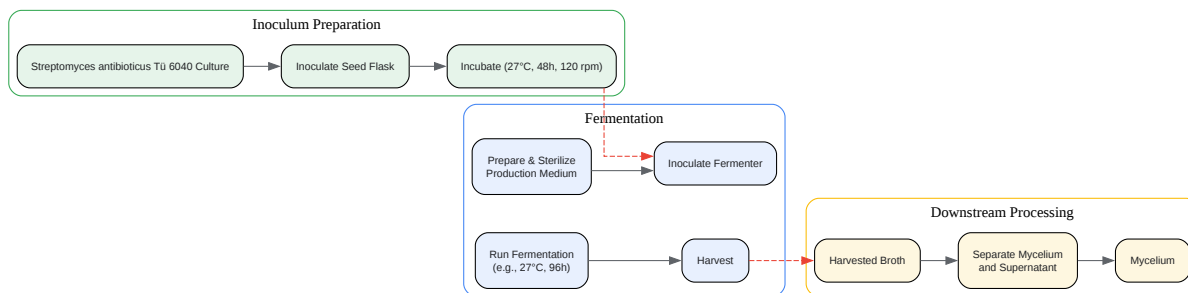 Inoculum Preparation
Streptomyces antibioticus Tü 6040 Culture
Inoculate Seed Flask
Incubate (27°C, 48h, 120 rpm)
Fermentation
Prepare & Sterilize
Production Medium
Inoculate Fermenter
Run Fermentation
(e.g., 27°C, 96h)
Harvest
Downstream Processing
Harvested Broth
Separate Mycelium
and Supernatant
Mycelium